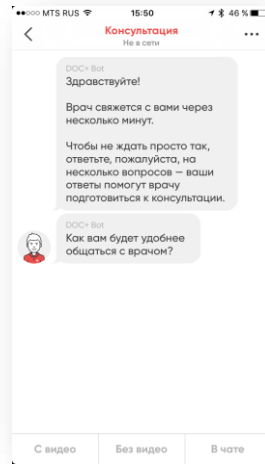 MTS RUS 15:50 46 %
Консультация
Не в сети
DOC+ Bot
Здравствуйте!
Врач свяжется с вами через
несколько минут.
Чтобы не ждать просто так,
ответьте, пожалуйста, на
несколько вопросов — ваши
ответы помогут врачу
подготовиться к консультации.
DOC+ Bot
Как вам будет удобнее
общаться с врачом?
С видео Без видео В чате